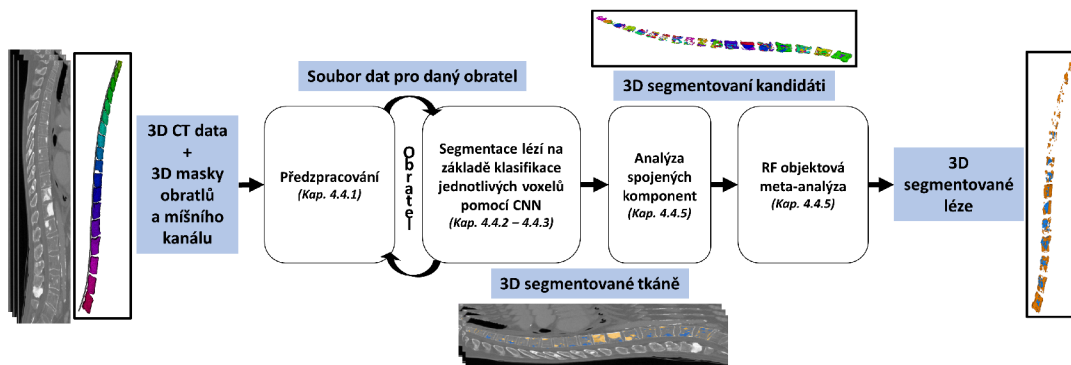 3D CT data
+
3D masky
obratlů
a míšního
kanálu
Soubor dat pro daný obratel
Předzpracování
(Kap. 4.4.1)
Obratel
Segmentace lézí na
základě klasifikace
jednotlivých voxelů
pomocí CNN
(Kap. 4.4.2 – 4.4.3)
3D segmentované tkáně
3D segmentovaní kandidáti
Analýza
spojených
komponent
(Kap. 4.4.5)
RF objektová
meta-analýza
(Kap. 4.4.5)
3D
segmentované
léze